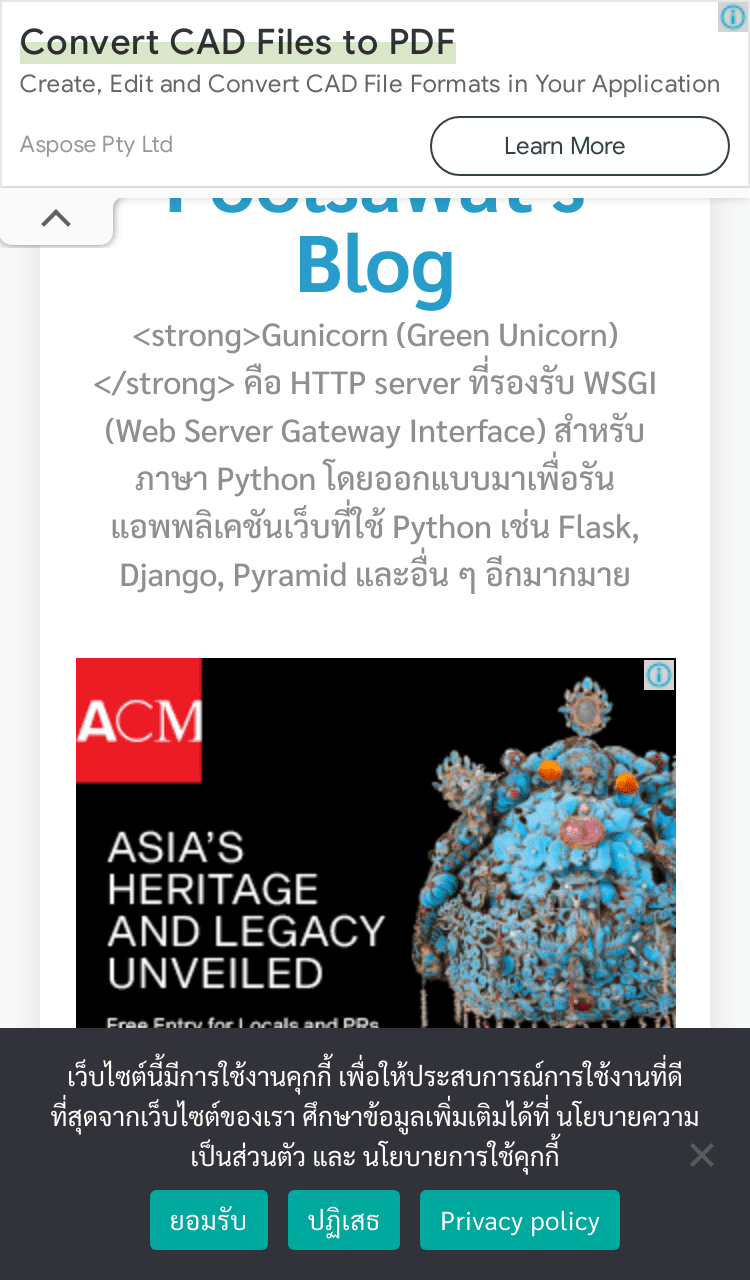 Convert CAD Files to PDF
Create, Edit and Convert CAD File Formats in Your Application
Aspose Pty Ltd
Learn More
Poolsawat's
Blog
<strong>Gunicorn (Green Unicorn)
</strong> คือ HTTP server ที่รองรับ WSGI
(Web Server Gateway Interface) สำหรับ
ภาษา Python โดยออกแบบมาเพื่อรัน
แอพพลิเคชันเว็บที่ใช้ Python เช่น Flask,
Django, Pyramid และอื่น ๆ อีกมากมาย
ACM
ASIA'S
HERITAGE
AND LEGACY
UNVEILED
Free Entry for Locals and PRs
เว็บไซต์นี้มีการใช้งานคุกกี้ เพื่อให้ประสบการณ์การใช้งานที่ดี
ที่สุดจากเว็บไซต์ของเรา ศึกษาข้อมูลเพิ่มเติมได้ที่ นโยบายความ
เป็นส่วนตัว และ นโยบายการใช้คุกกี้
ยอมรับ
ปฏิเสธ
Privacy policy